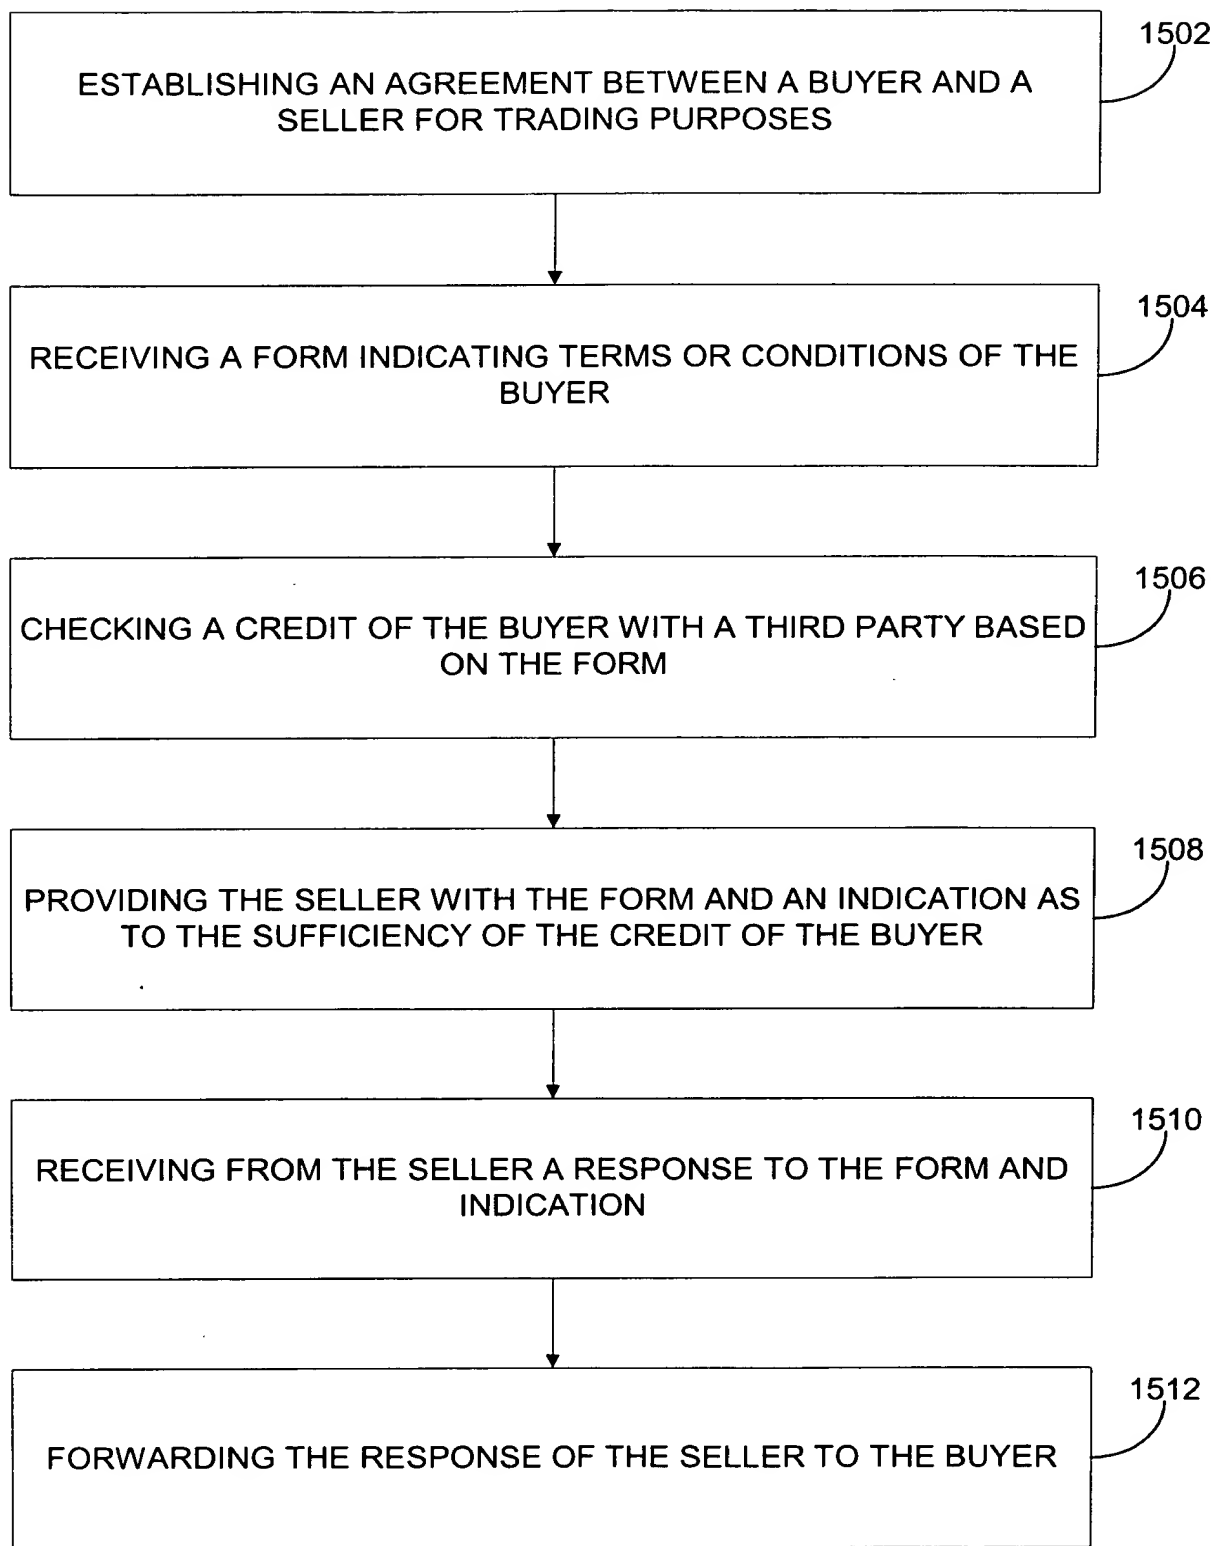 1502
ESTABLISHING AN AGREEMENT BETWEEN A BUYER AND A
SELLER FOR TRADING PURPOSES
1504
RECEIVING A FORM INDICATING TERMS OR CONDITIONS OF THE
BUYER
1506
CHECKING A CREDIT OF THE BUYER WITH A THIRD PARTY BASED
ON THE FORM
1508
PROVIDING THE SELLER WITH THE FORM AND AN INDICATION AS
TO THE SUFFICIENCY OF THE CREDIT OF THE BUYER
1510
RECEIVING FROM THE SELLER A RESPONSE TO THE FORM AND
INDICATION
1512
FORWARDING THE RESPONSE OF THE SELLER TO THE BUYER